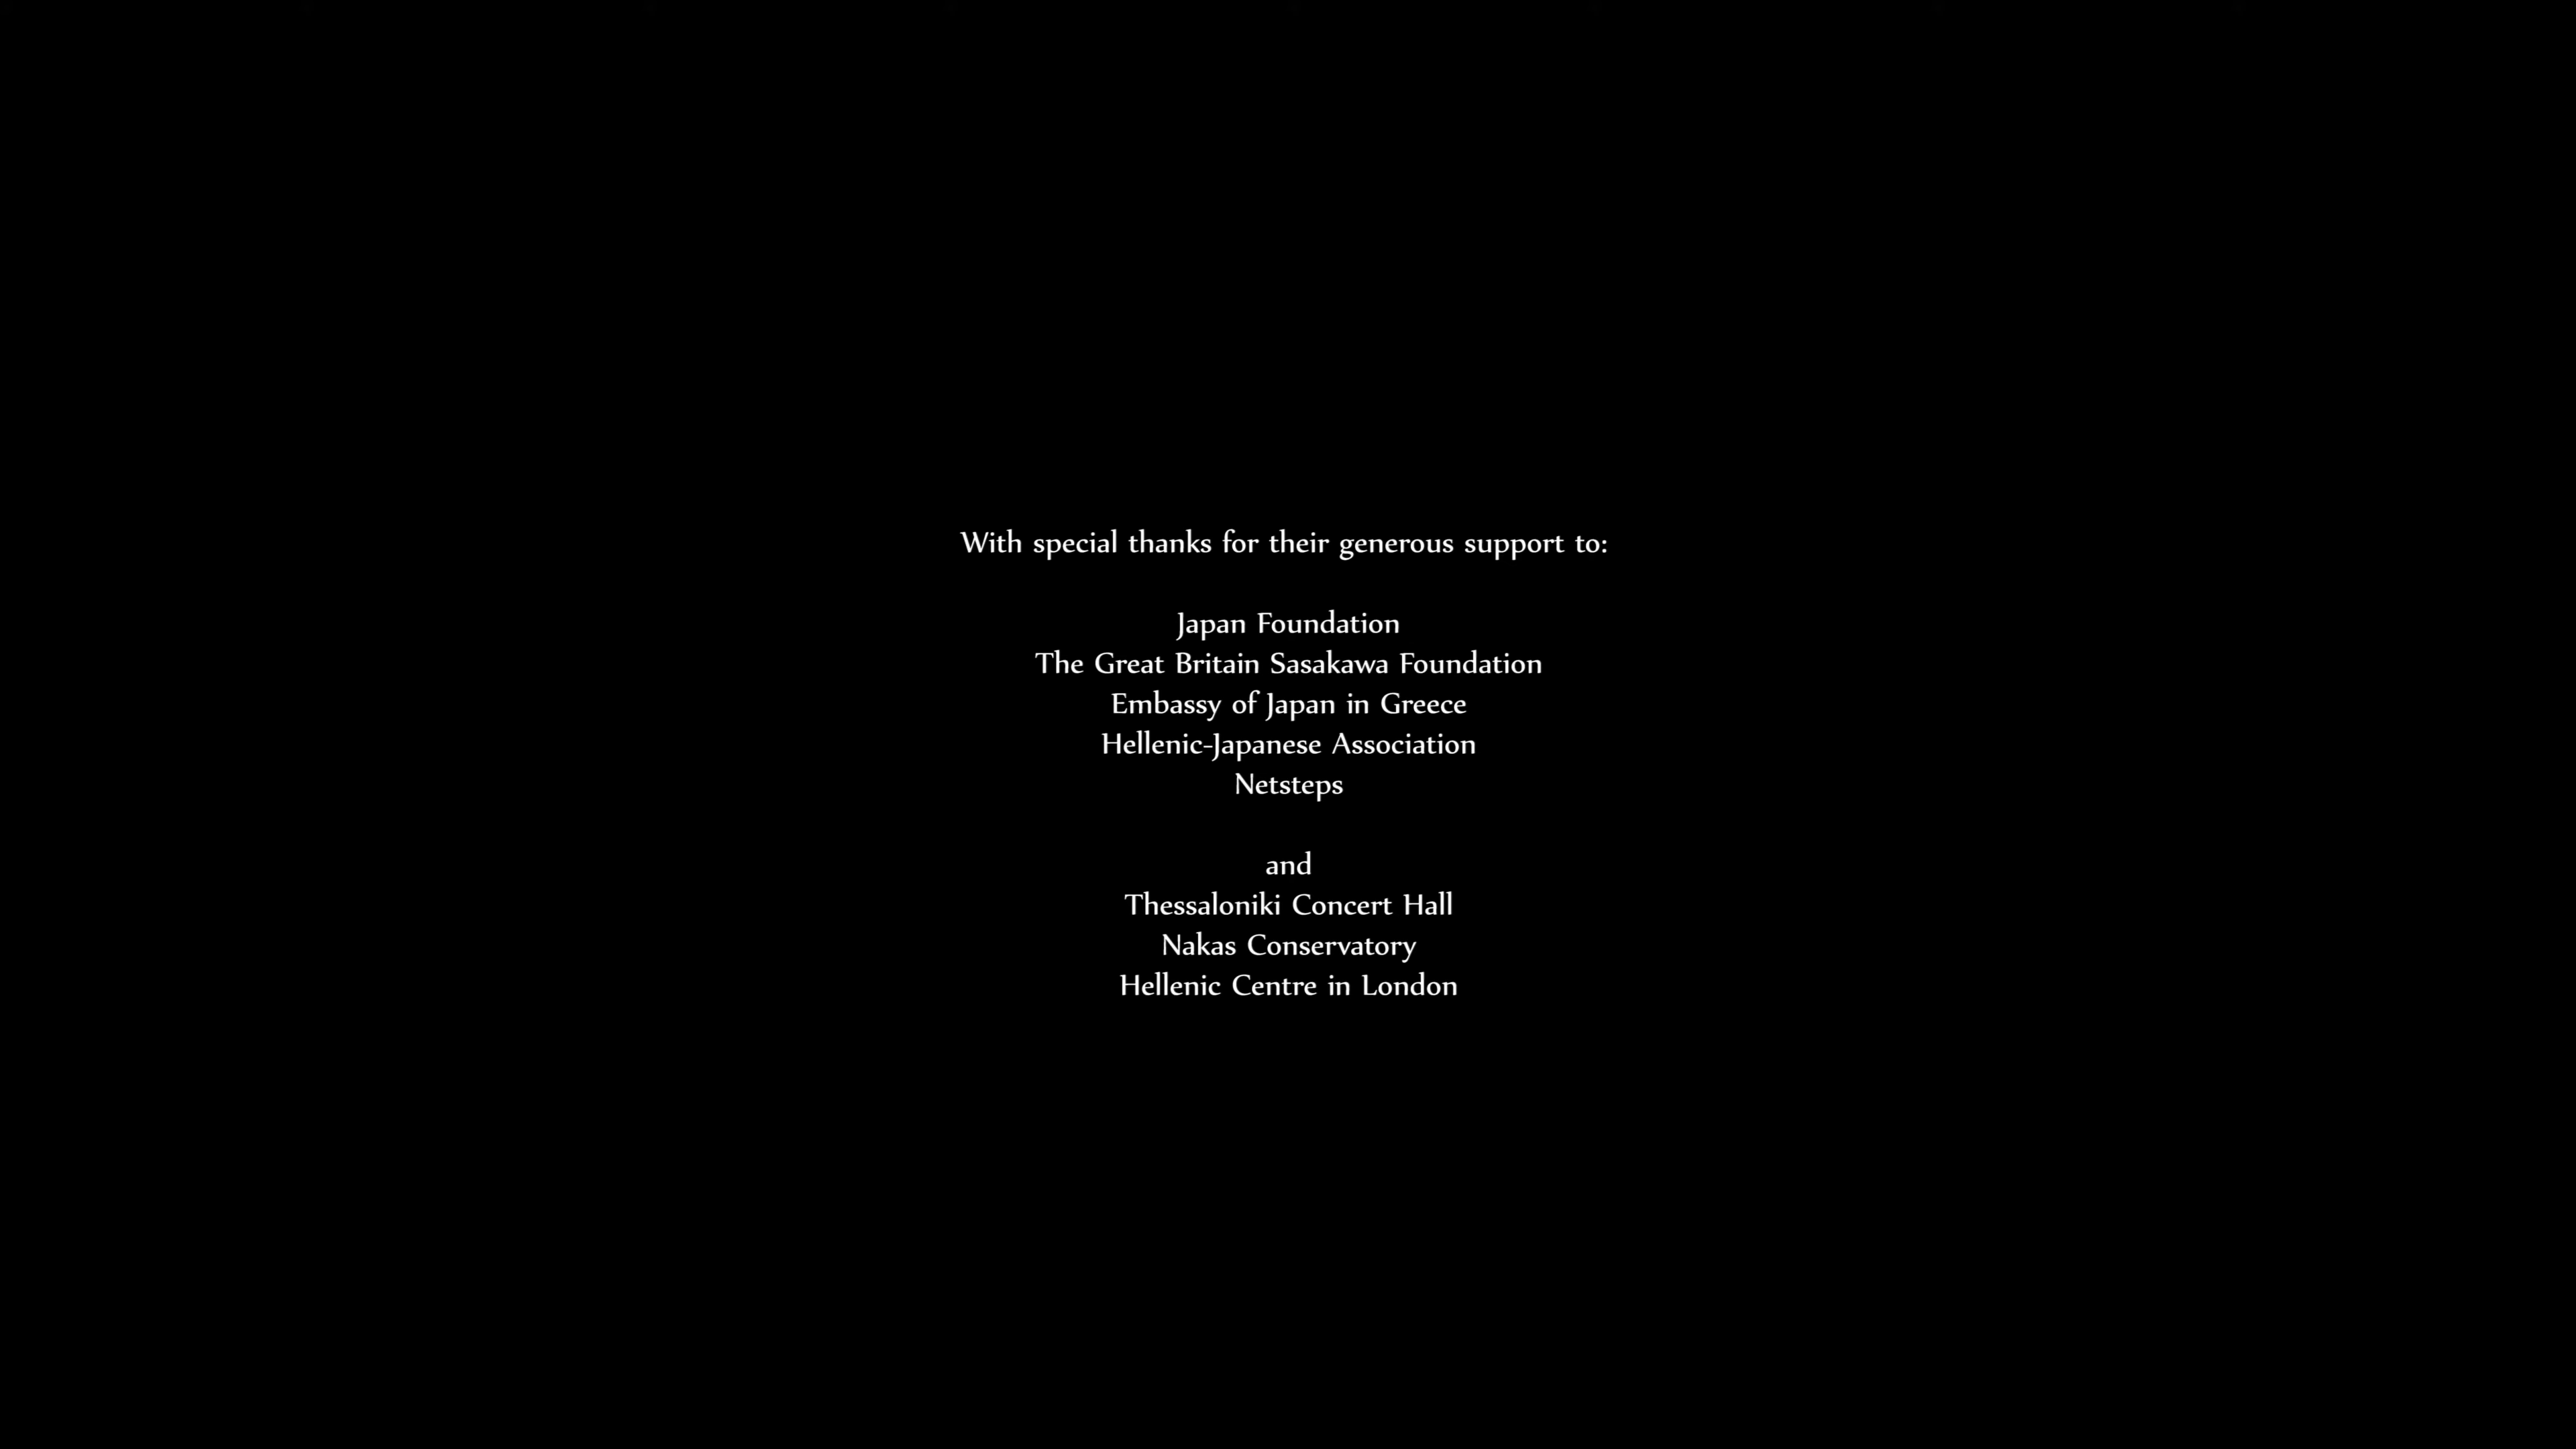 With special thanks for their generous support to:
Japan Foundation
The Great Britain Sasakawa Foundation
Embassy of Japan in Greece
Hellenic-Japanese Association
Netsteps
and
Thessaloniki Concert Hall
Nakas Conservatory
Hellenic Centre in London